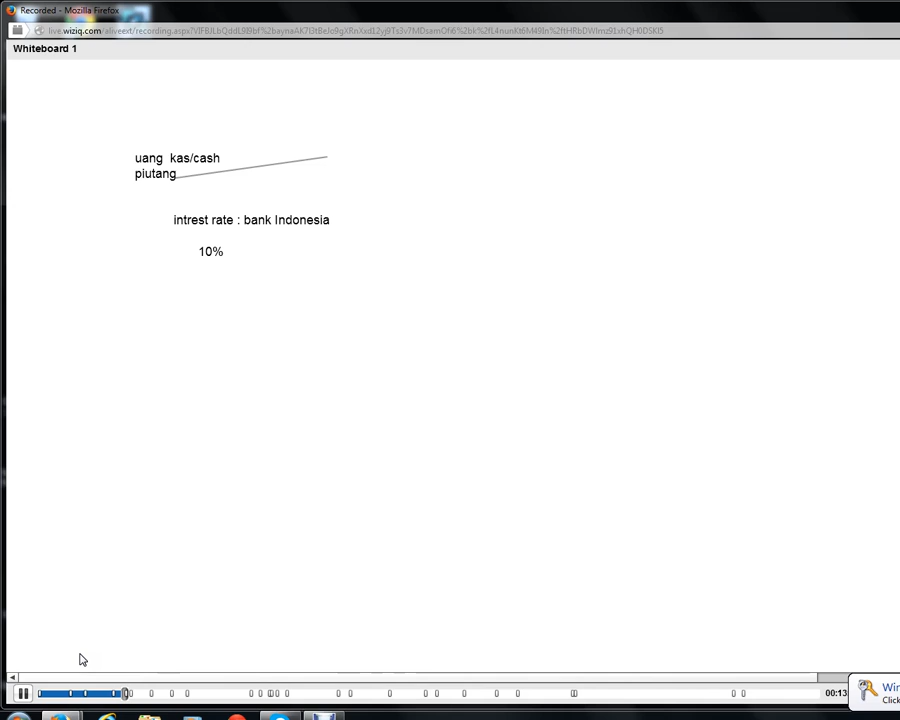 Recorded - Mozilla Firefox
Whiteboard 1
uang kas/cash
piutang
intrest rate : bank Indonesia
10%
00:13